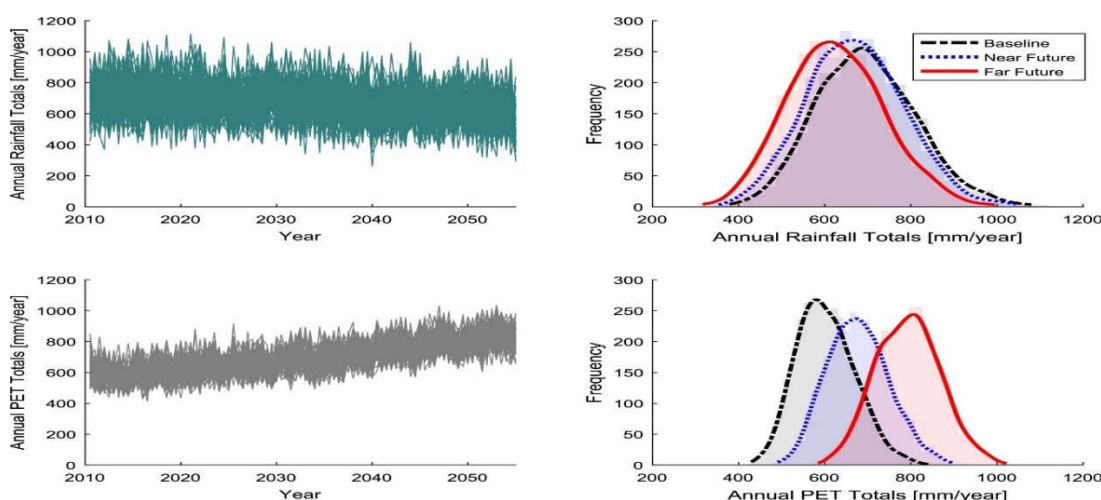 1200
1000
800
600
400
200
0
Annual Rainfall Totals [mm/year]
2010 2020 2030 2040 2050
Year
300
250
200
150
100
50
0
Frequency
Baseline
Near Future
Far Future
200 400 600 800 1000 1200
Annual Rainfall Totals [mm/year]
1200
1000
800
600
400
200
0
Annual PET Totals [mm/year]
2010 2020 2030 2040 2050
Year
300
250
200
150
100
50
0
Frequency
200 400 600 800 1000 1200
Annual PET Totals [mm/year]